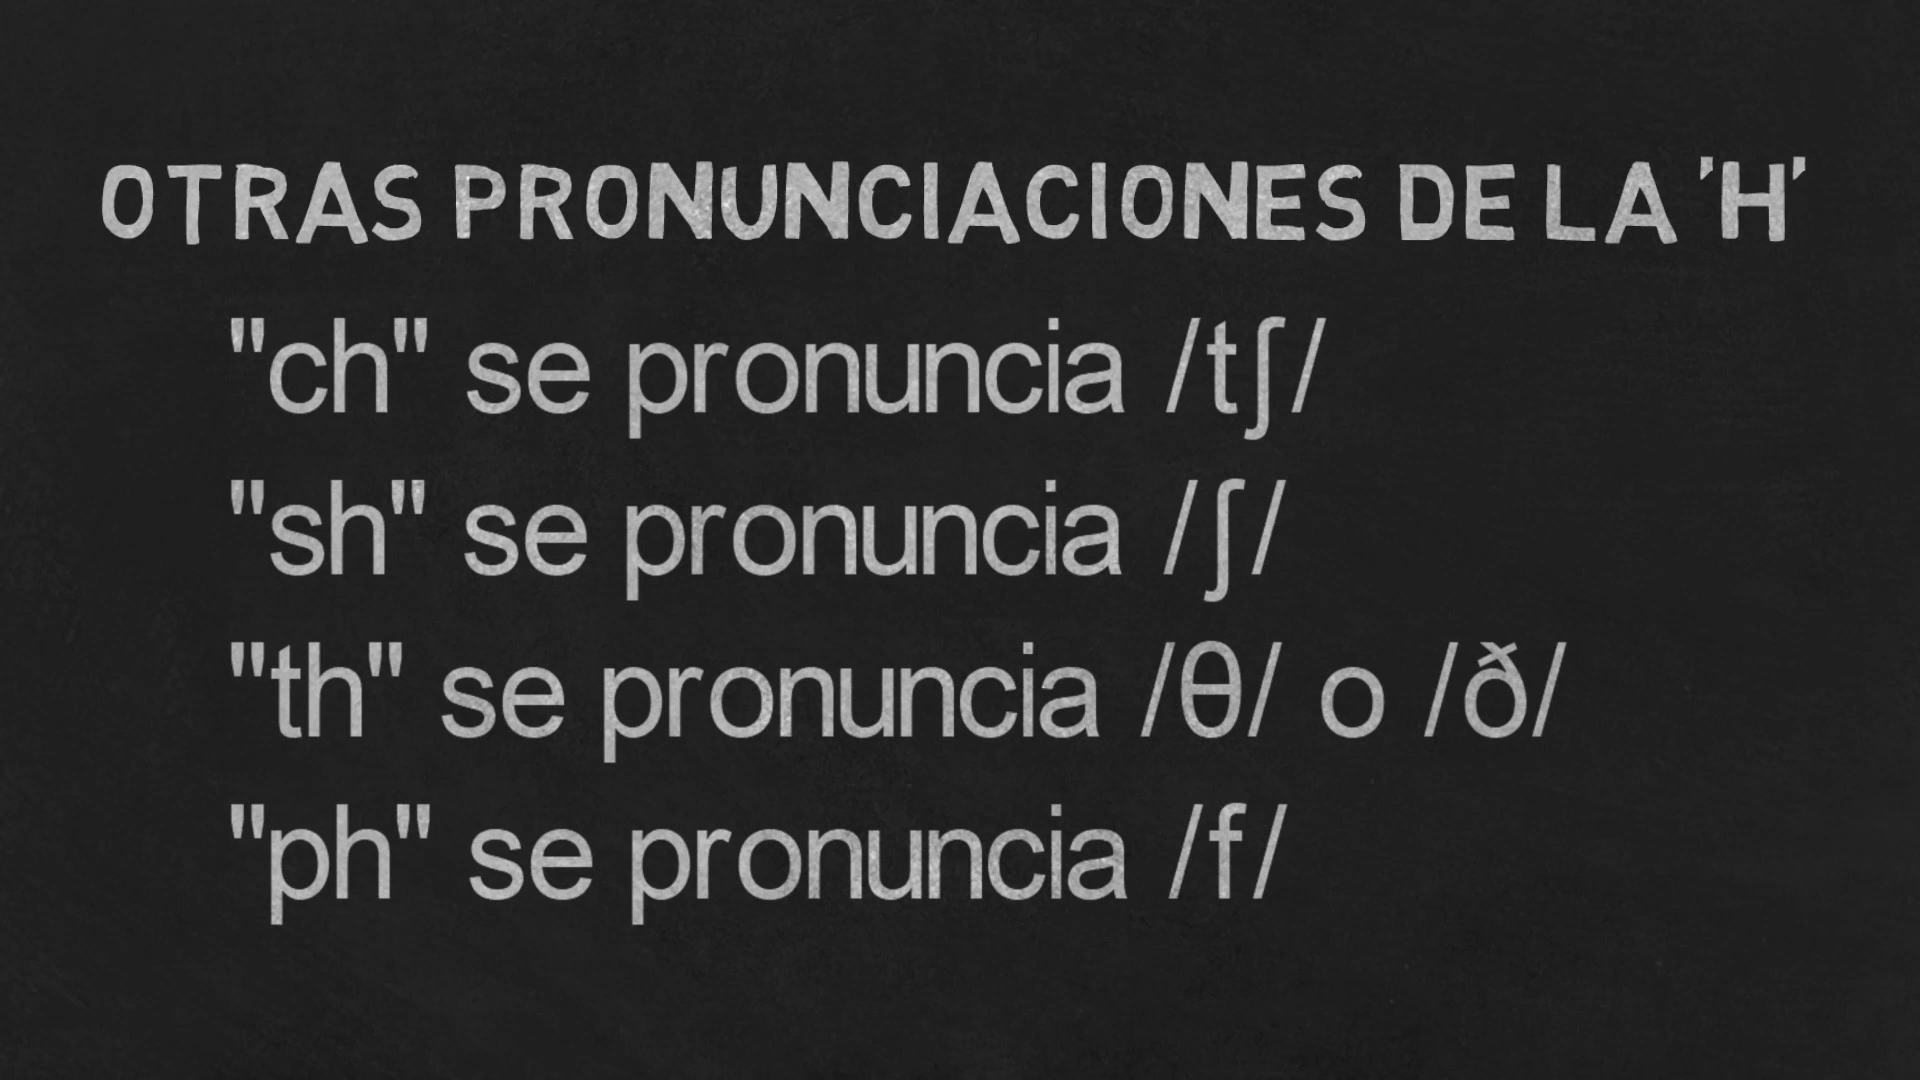 OTRAS PRONUNCIACIONES DE LA 'H'
"ch" se pronuncia /tʃ/
"sh" se pronuncia /ʃ/
"th" se pronuncia /θ/ o /ð/
"ph" se pronuncia /f/